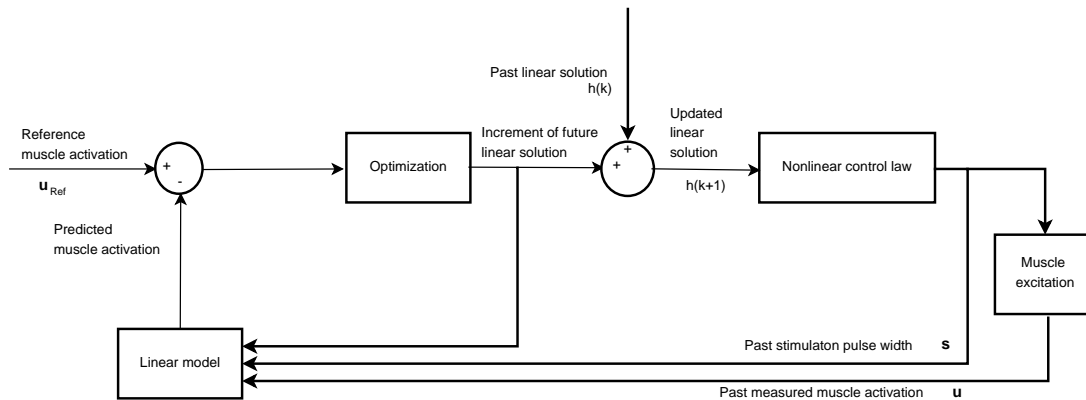 Past linear solution
h(k)
Reference
muscle activation
u Ref
+
-
Predicted
muscle activation
Optimization
Increment of future
linear solution
+
+
Updated
linear
solution
h(k+1)
Nonlinear control law
Muscle
excitation
Linear model
Past stimulaton pulse width s
Past measured muscle activation u